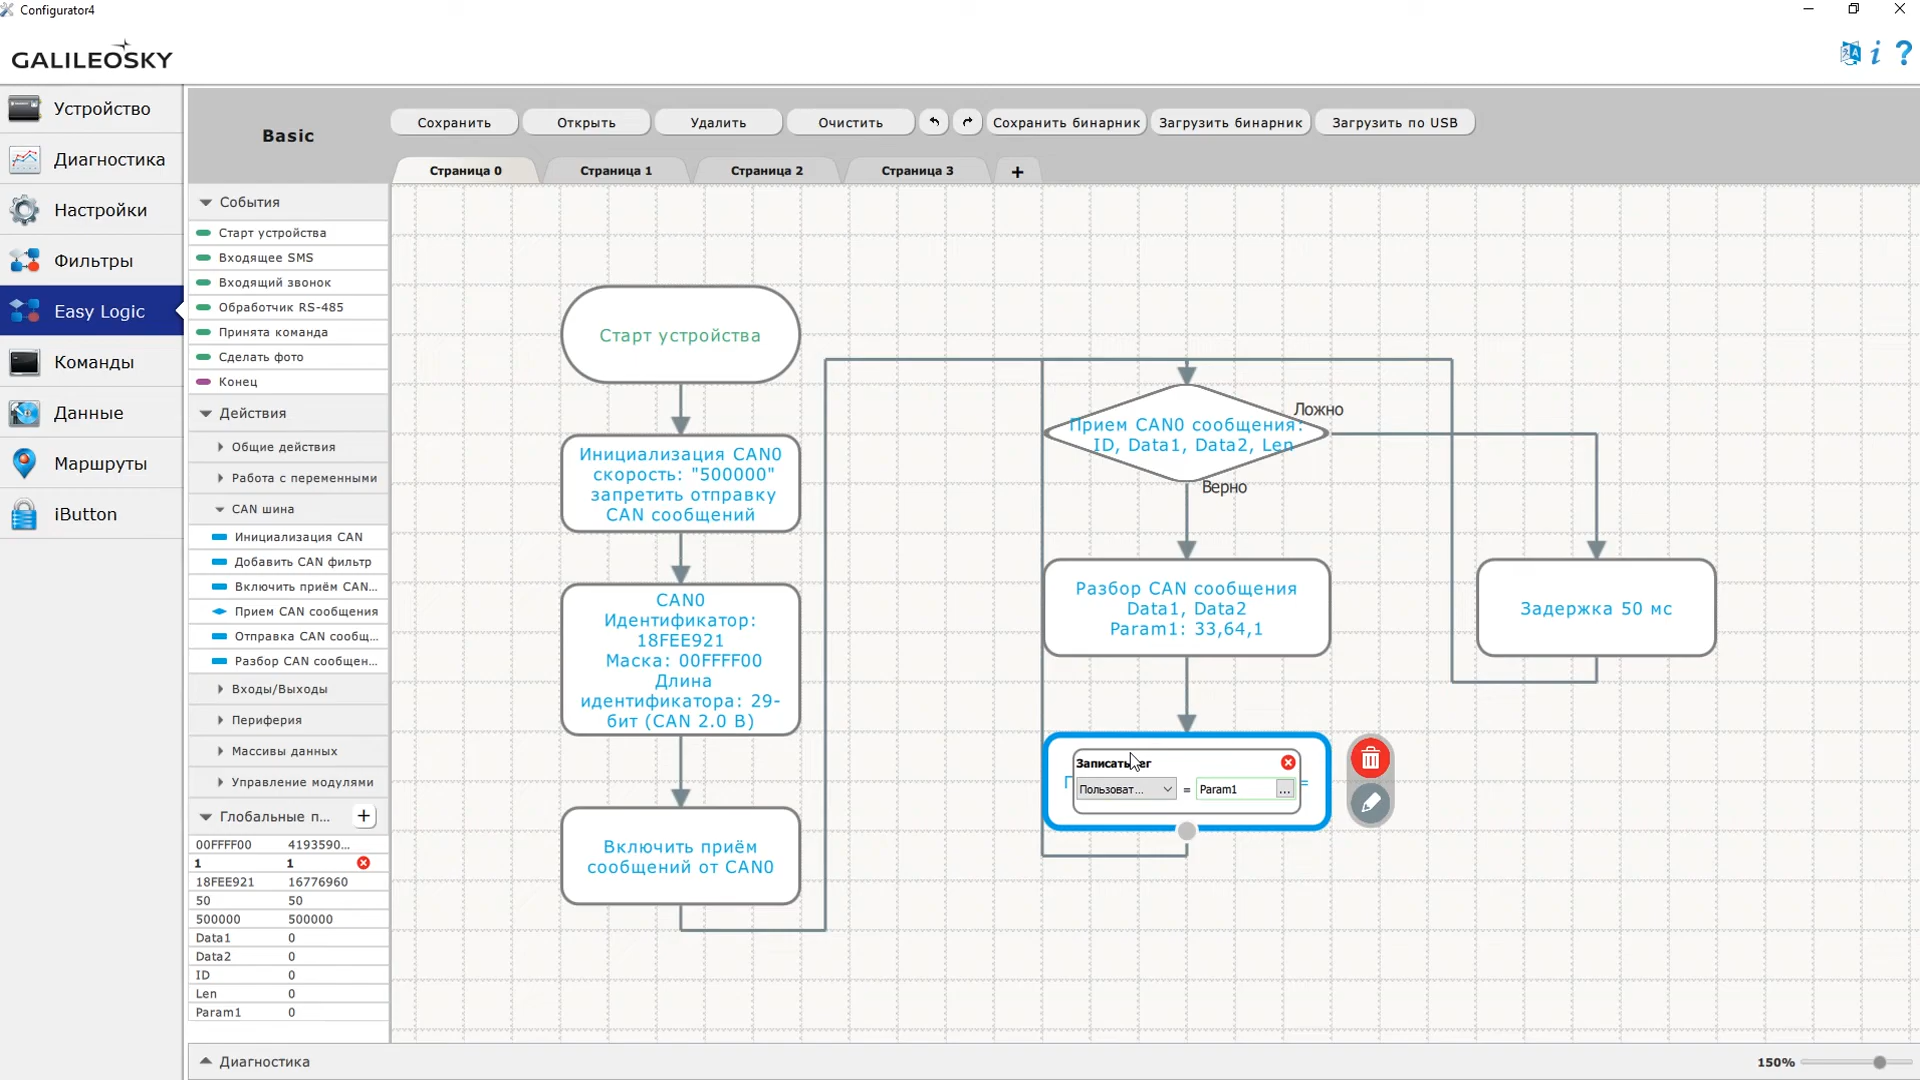 Configurator4
GALILEOSKY
Устройство
Диагностика
Настройки
Фильтры
Easy Logic
Команды
Данные
Маршруты
iButton
Basic
Сохранить
Открыть
Удалить
Очистить
Сохранить бинарник
Загрузить бинарник
Загрузить по USB
Страница 0
Страница 1
Страница 2
Страница 3
+
События
Старт устройства
Входящее SMS
Входящий звонок
Обработчик RS-485
Принята команда
Сделать фото
Конец
Действия
Общие действия
Работа с переменными
CAN шина
Инициализация CAN
Добавить CAN фильтр
Включить приём CAN...
Прием CAN сообщения
Отправка CAN сообщ...
Разбор CAN сообщен...
Входы/Выходы
Периферия
Массивы данных
Управление модулями
Глобальные п... +
00FFFF00 4193590...
1 1
18FEE921 16776960
50 50
500000 500000
Data1 0
Data2 0
ID 0
Len 0
Param1 0
Старт устройства
Инициализация CAN0
скорость: "500000"
запретить отправку
CAN сообщений
CAN0
Идентификатор:
18FEE921
Маска: 00FFFF00
Длина
идентификатора: 29-
бит (CAN 2.0 B)
Включить приём
сообщений от CAN0
Прием CAN0 сообщения:
ID, Data1, Data2, Len
Ложно
Верно
Разбор CAN сообщения
Data1, Data2
Param1: 33,64,1
Задержка 50 мс
Записать
Пользоват... = Param1 ...
=
Диагностика
150%